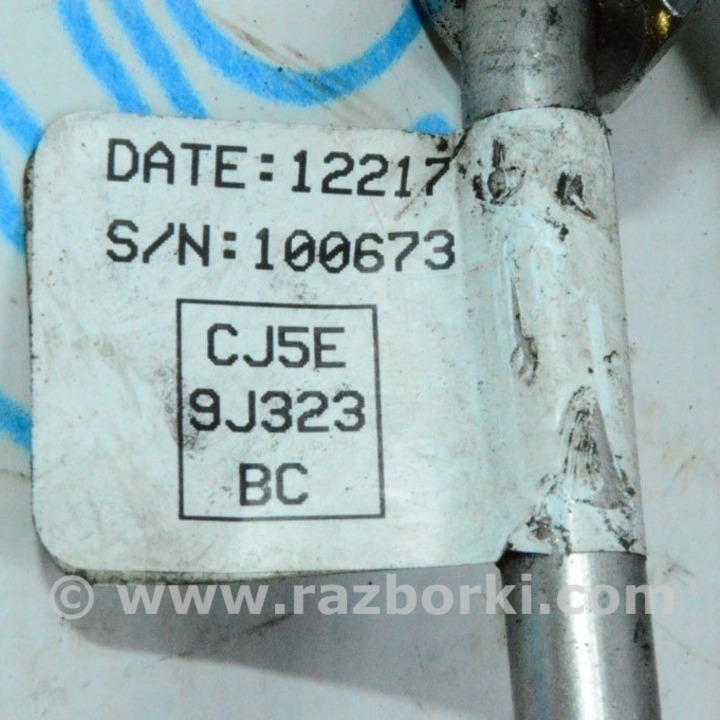 DATE:12217
S/N:100673
CJ5E
9J323
BC
© www.razborki.com